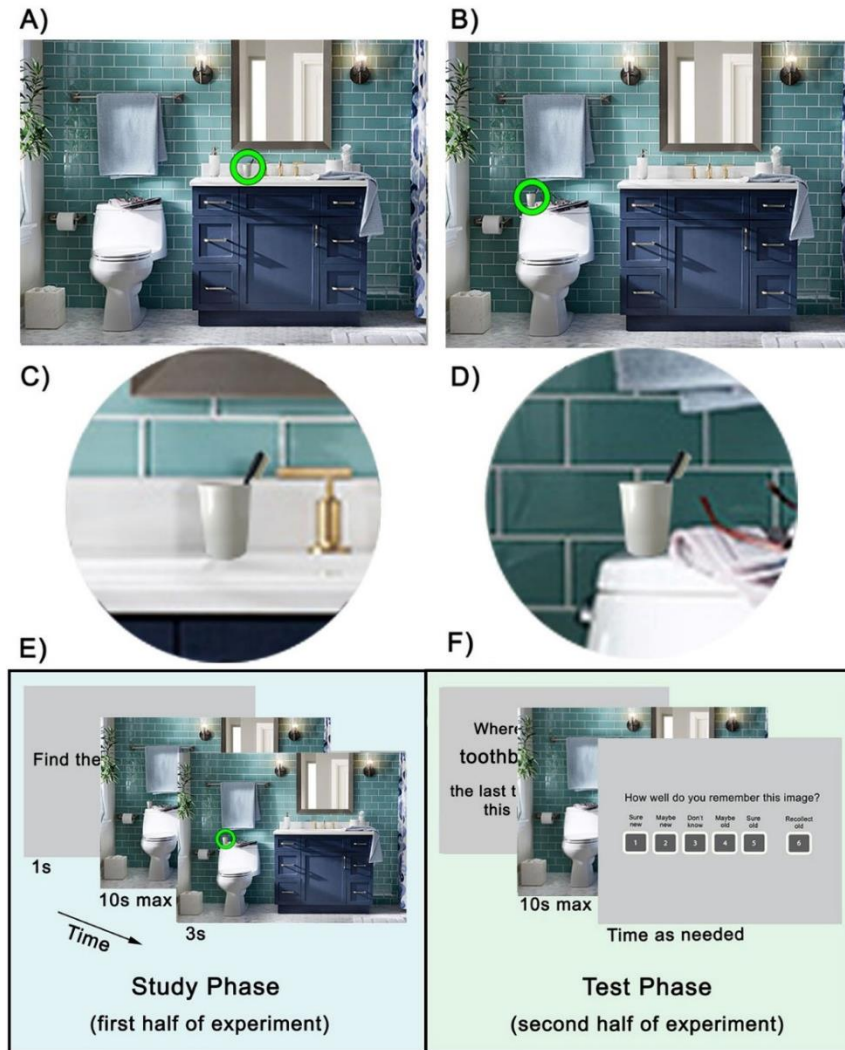 A)
B)
C)
D)
E)
F)
Find the
1s
10s max
3s
Time
Study Phase
(first half of experiment)
Where
the last
this
10s max
How well do you remember this image?
Sure new
Maybe new
Don't know
Maybe old
Sure old
Recollect old
1
2
3
4
5
6
Time as needed
Test Phase
(second half of experiment)